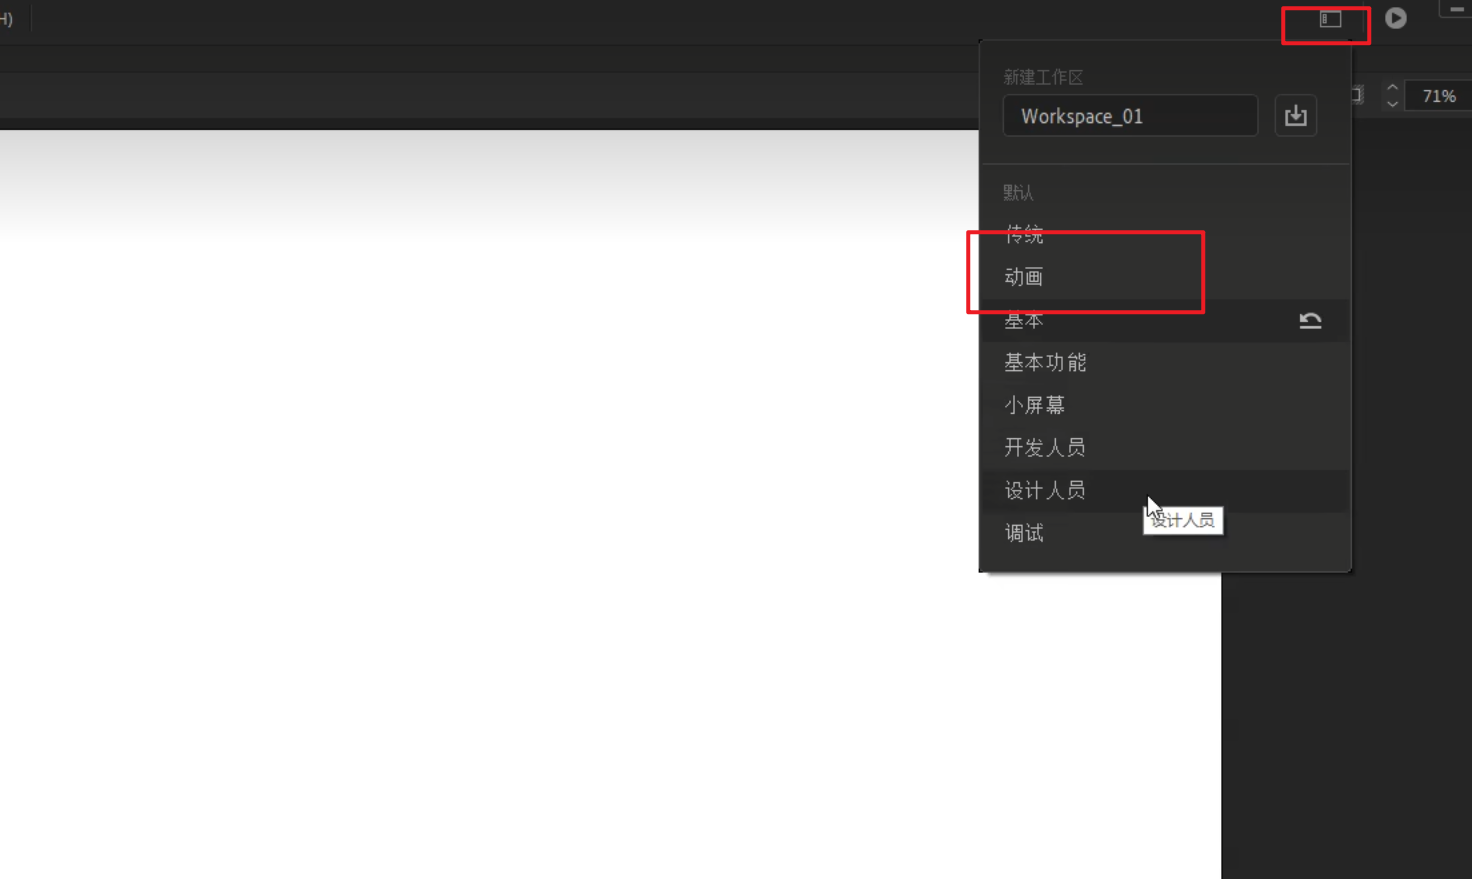 H)
新建工作区
71%
Workspace_01
默认
传统
动画
基本
基本功能
小屏幕
开发人员
设计人员
设计人员
调试